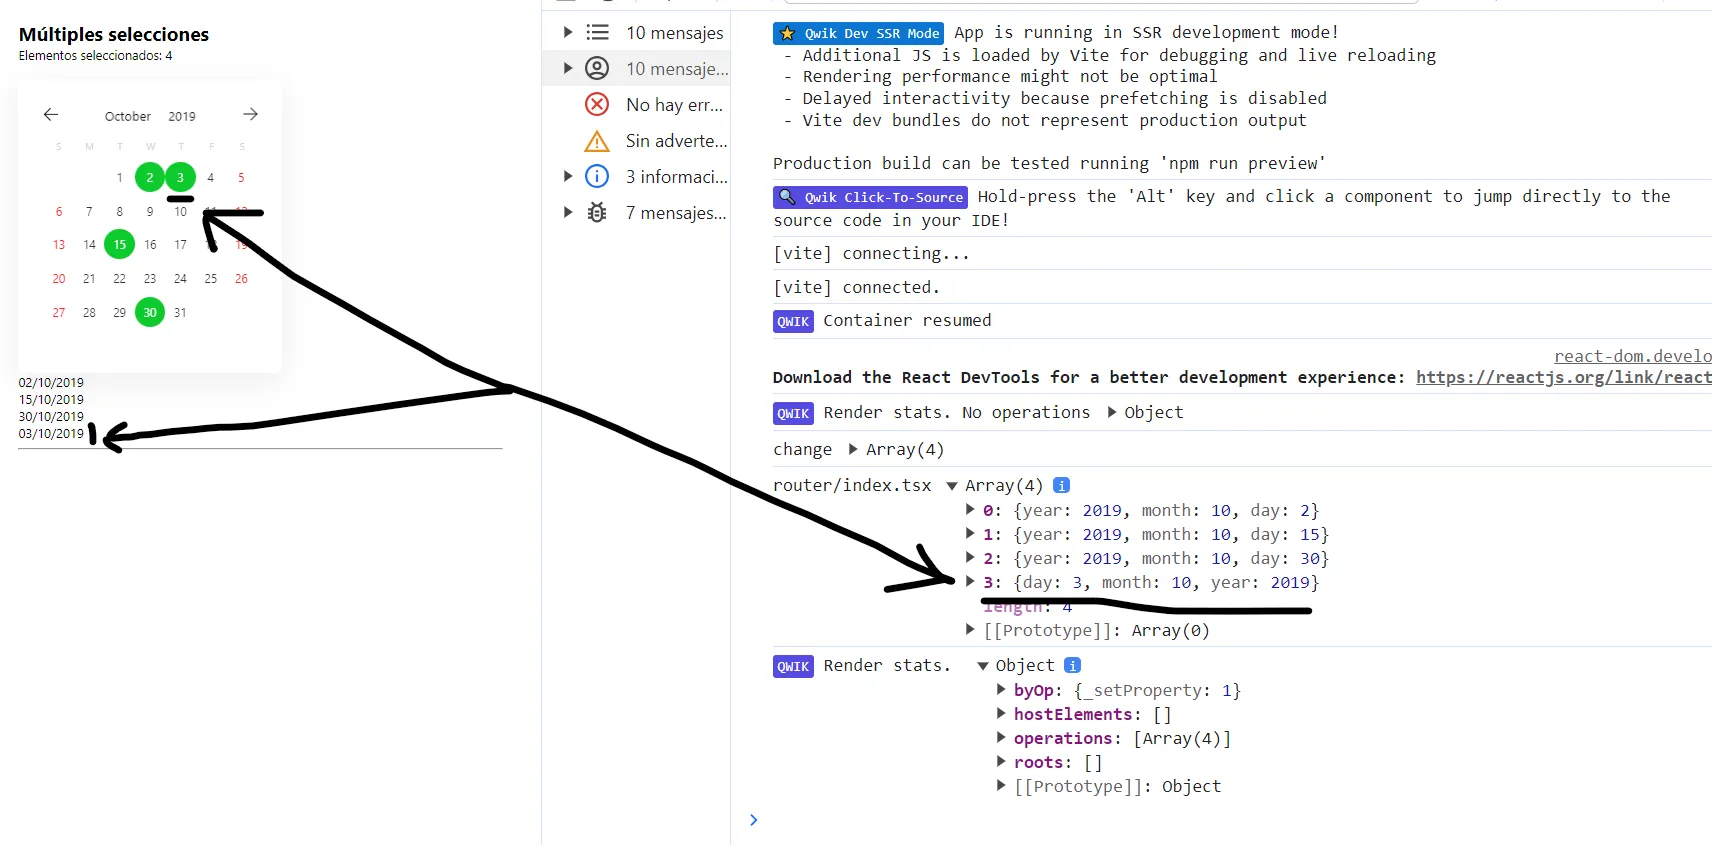 Múltiples selecciones
Elementos seleccionados: 4
October 2019
S M T W T F S
1 2 3 4 5
6 7 8 9 10
13 14 15 16 17 19
20 21 22 23 24 25 26
27 28 29 30 31
02/10/2019
15/10/2019
30/10/2019
03/10/2019
10 mensajes
10 mensaje...
No hay err...
Sin adverte...
3 informaci...
7 mensajes...
Qwik Dev SSR Mode App is running in SSR development mode!
- Additional JS is loaded by Vite for debugging and live reloading
- Rendering performance might not be optimal
- Delayed interactivity because prefetching is disabled
- Vite dev bundles do not represent production output
Production build can be tested running 'npm run preview'
Qwik Click-To-Source Hold-press the 'Alt' key and click a component to jump directly to the
source code in your IDE!
[vite] connecting...
[vite] connected.
QWIK Container resumed
react-dom.develo
Download the React DevTools for a better development experience: https://reactjs.org/link/react
QWIK Render stats. No operations Object
change Array(4)
router/index.tsx Array(4) i
0: {year: 2019, month: 10, day: 2}
1: {year: 2019, month: 10, day: 15}
2: {year: 2019, month: 10, day: 30}
3: {day: 3, month: 10, year: 2019}
length: 4
[[Prototype]]: Array(0)
QWIK Render stats. Object i
byOp: {_setProperty: 1}
hostElements: []
operations: [Array(4)]
roots: []
[[Prototype]]: Object